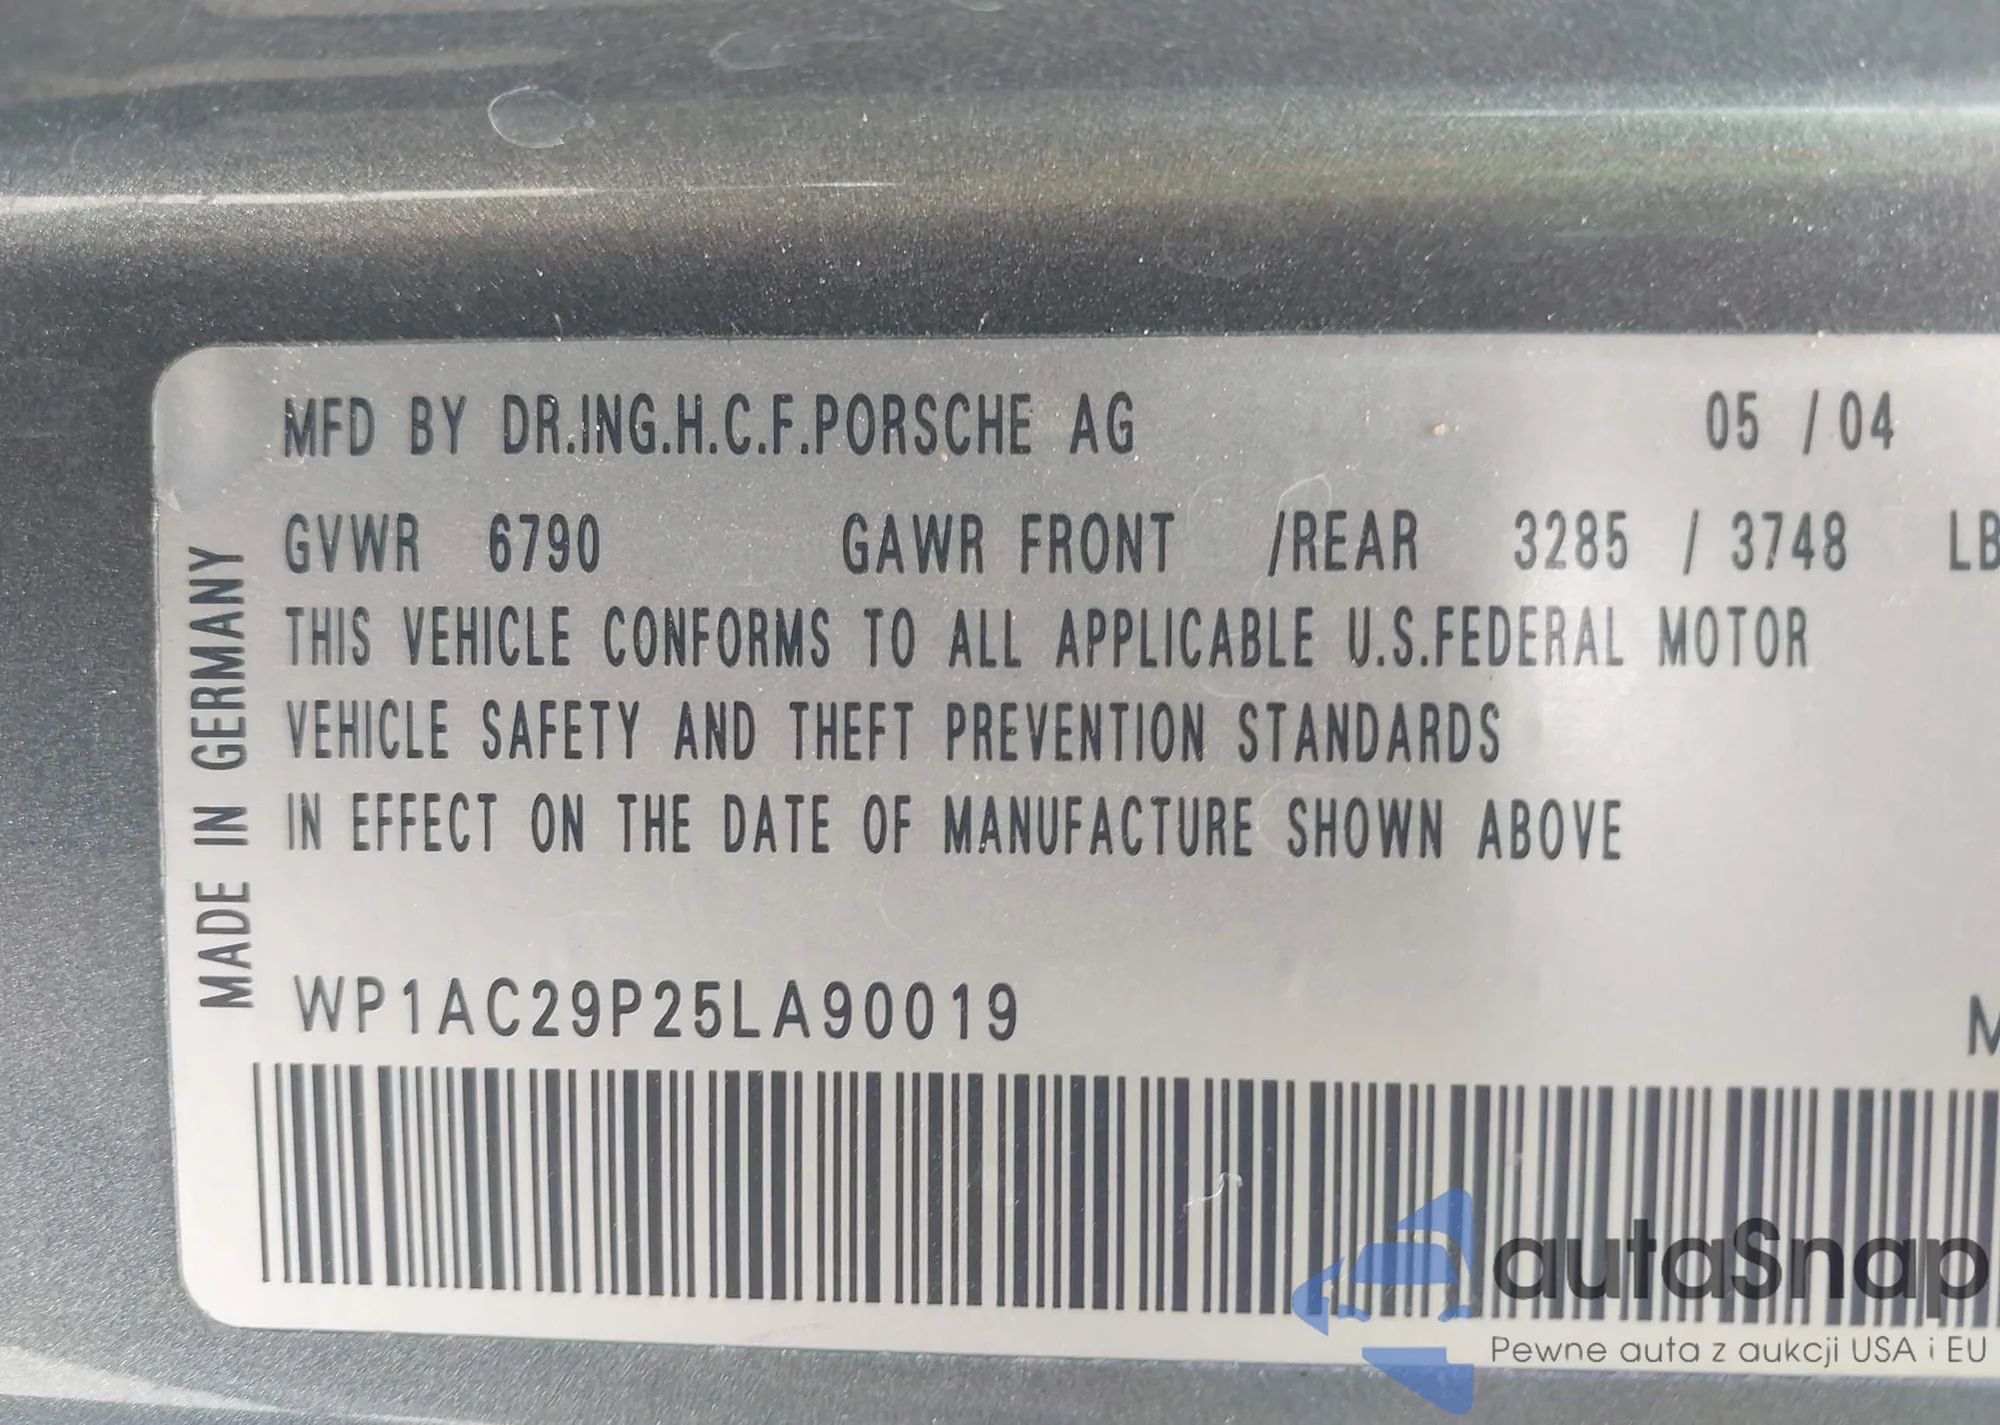 MFD BY DR.ING.H.C.F.PORSCHE AG 05 / 04
GVWR 6790 GAWR FRONT /REAR 3285 / 3748 LB
THIS VEHICLE CONFORMS TO ALL APPLICABLE U.S.FEDERAL MOTOR
VEHICLE SAFETY AND THEFT PREVENTION STANDARDS
IN EFFECT ON THE DATE OF MANUFACTURE SHOWN ABOVE
MADE IN GERMANY
WP1AC29P25LA90019 M
autaSnap
Pewne auta z aukcji USA i EU